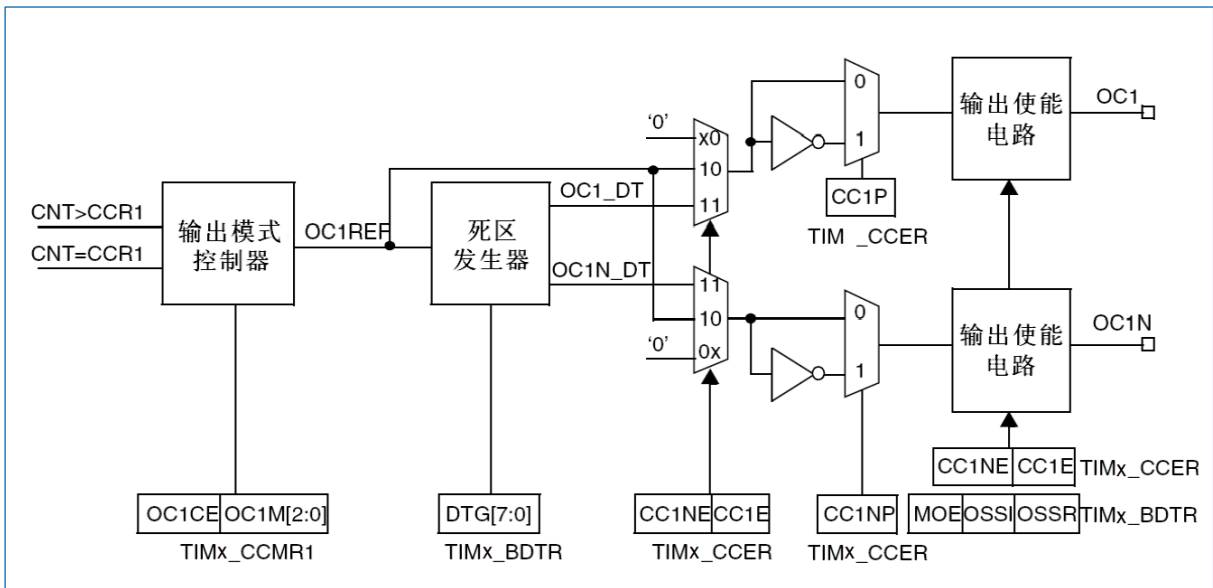 CNT>CCR1
CNT=CCR1
输出模式
控制器
OC1REF
OC1CE
OC1M[2:0]
TIMx_CCMR1
死区
发生器
OC1_DT
OC1N_DT
DTG[7:0]
TIMx_BDTR
'0'
x0
10
11
11
10
'0'
0x
CC1NE
CC1E
TIMx_CCER
0
1
CC1P
TIM _CCER
0
1
CC1NP
TIMx_CCER
输出使能
电路
OC1
输出使能
电路
OC1N
CC1NE
CC1E
TIMx_CCER
MOE
OSSI
OSSR
TIMx_BDTR